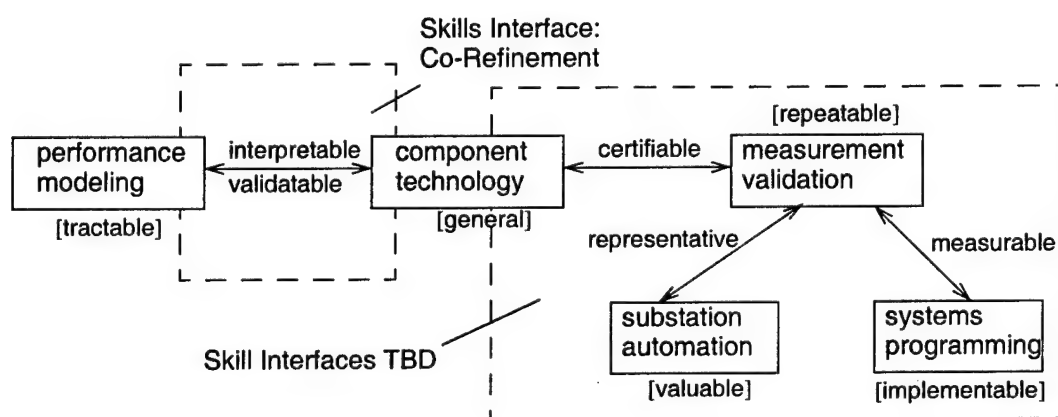 Skills Interface:
Co-Refinement
[repeatable]
performance
modeling
interpretable
validatable
component
technology
certifiable
measurement
validation
[tractable]
[general]
representative
measurable
substation
automation
systems
programming
Skill Interfaces TBD
[valuable]
[implementable]